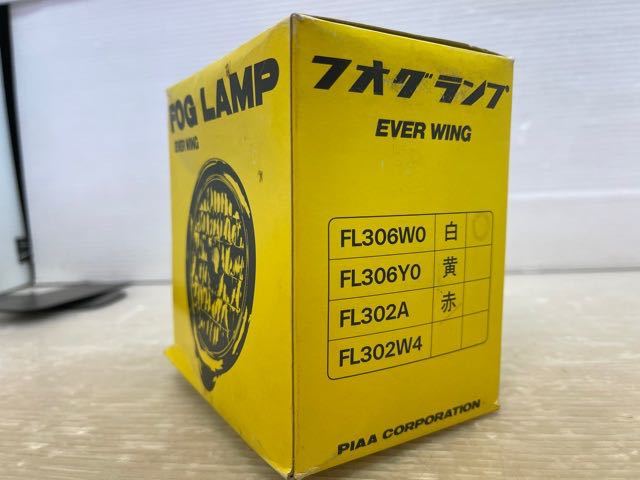 FOG LAMP
EVER WING
フオグランプ
EVER WING
FL306W0 白
FL306Y0 黄
FL302A 赤
FL302W4
PIAA CORPORATION